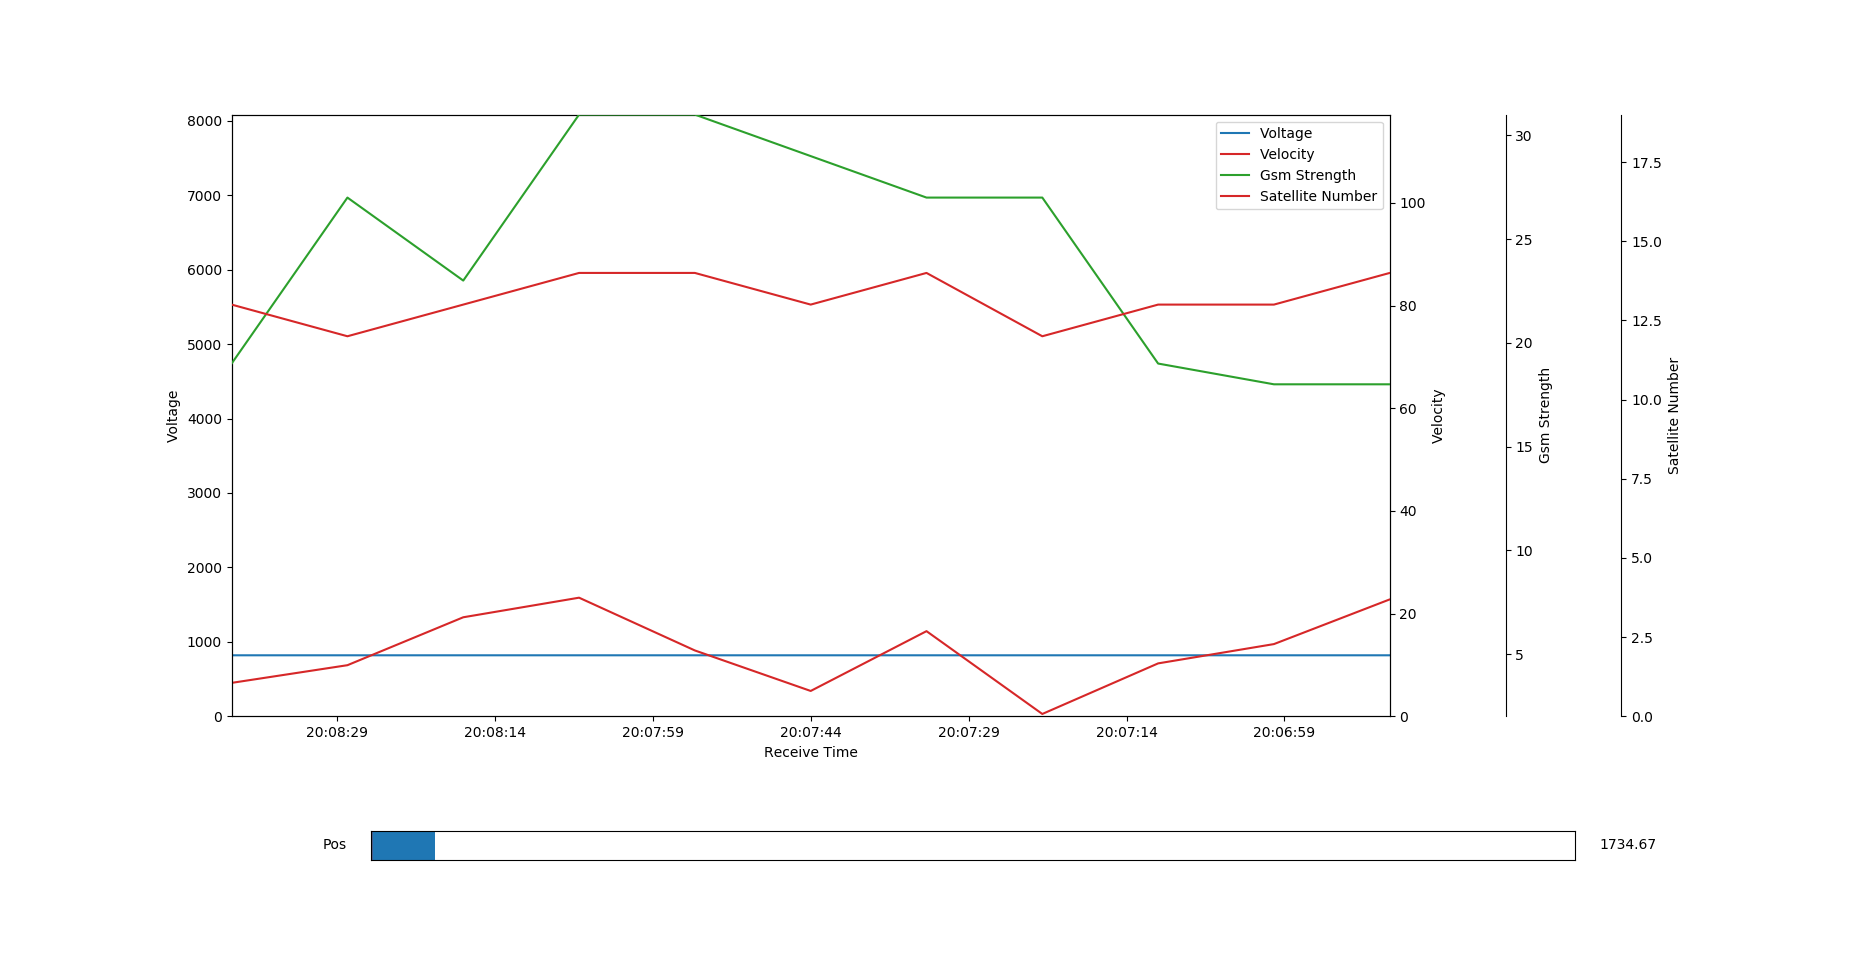 8000
7000
6000
5000
4000
3000
2000
1000
0
Voltage
Voltage
Velocity
Gsm Strength
Satellite Number
100
80
60
40
20
0
Velocity
30
25
20
15
10
5
Gsm Strength
17.5
15.0
12.5
10.0
7.5
5.0
2.5
0.0
Satellite Number
20:08:29 20:08:14 20:07:59 20:07:44 20:07:29 20:07:14 20:06:59
Receive Time
Pos 1734.67